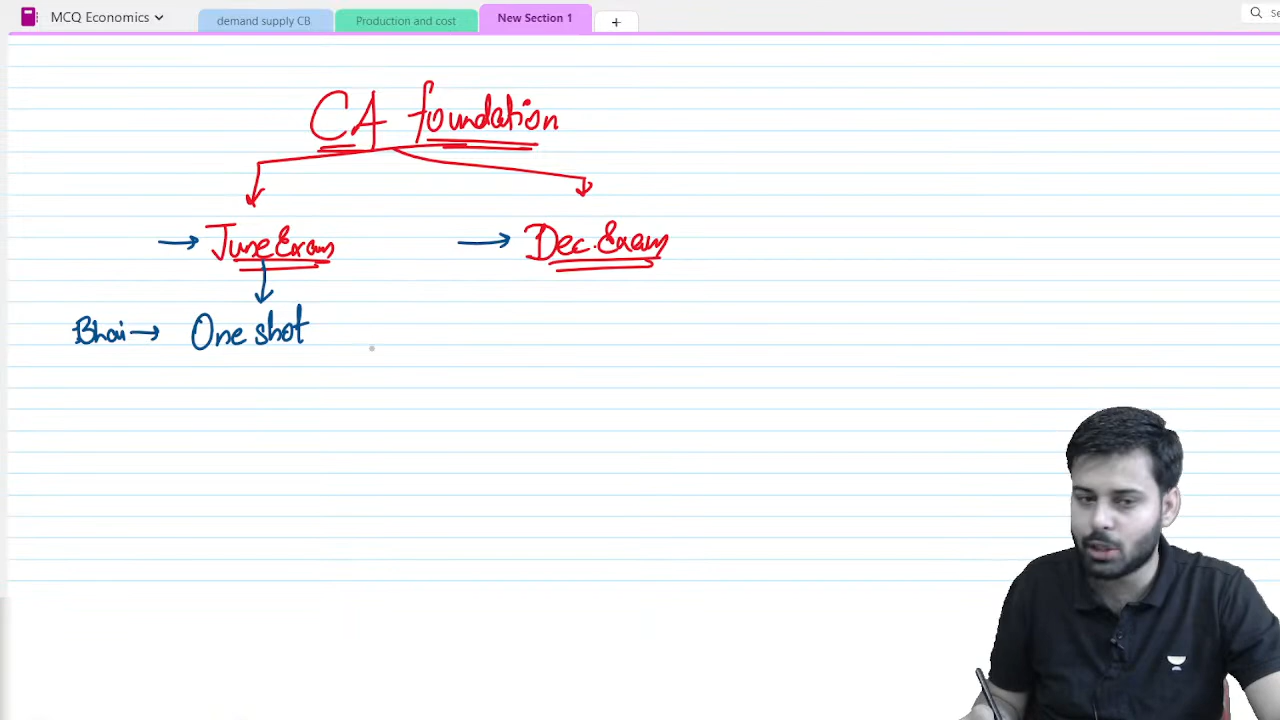 MCQ Economics
demand supply CB
Production and cost
New Section 1
+
Se
CA foundation
→ June Exam → Dec. Exam
Bhai → One shot